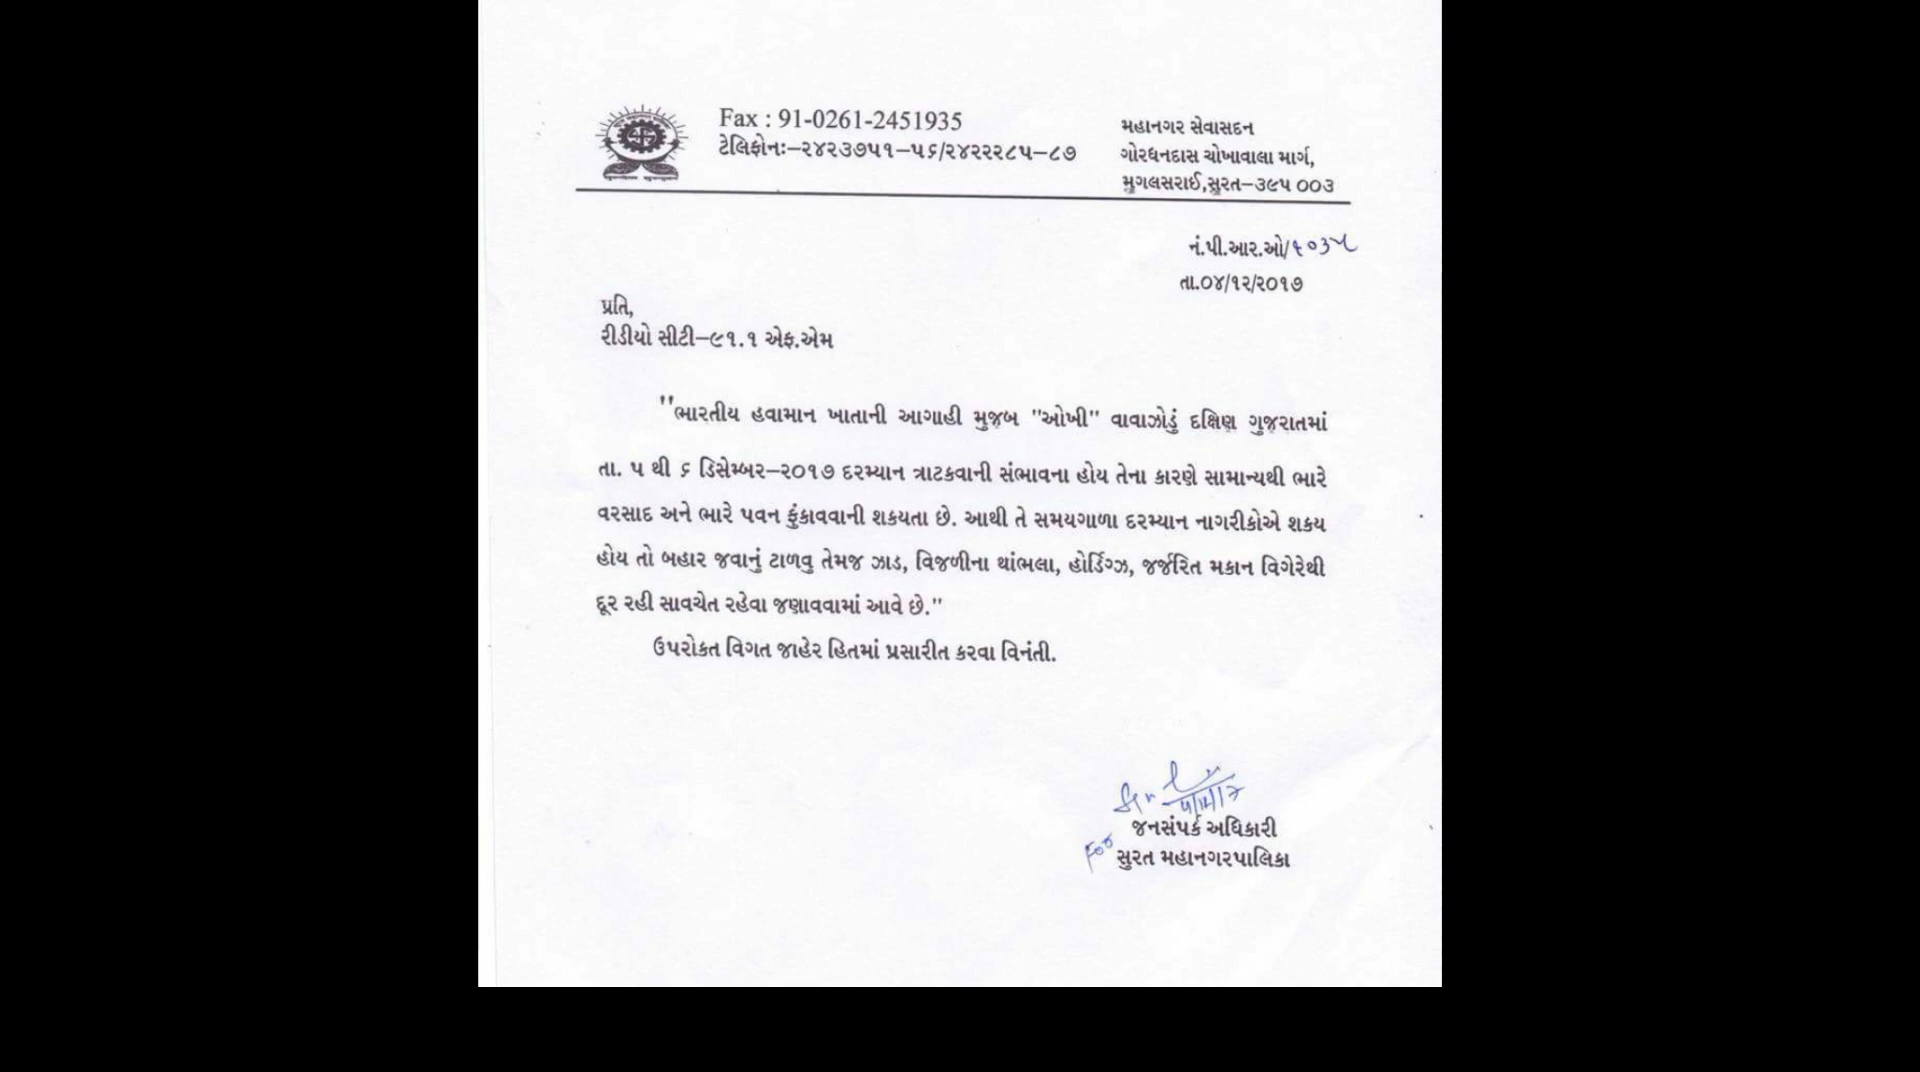 Fax : 91-0261-2451935
ટેલિફોનઃ–૨૪૨૩૭૫૧–૫૬/૨૪૨૨૨૮૫–૮૭
મહાનગર સેવાસદન
ગોરધનદાસ ચોખાવાલા માર્ગ,
મુગલસરાઈ,સુરત–૩૯૫ ૦૦૩
નં.પી.આર.ઓ/
તા.૦૪/૧૨/૨૦૧૭
પ્રતિ,
રીડીયો સીટી–૯૧.૧ એફ.એમ
"ભારતીય હવામાન ખાતાની આગાહી મુજબ "ઓખી" વાવાઝોડું દક્ષિણ ગુજરાતમાં
તા. ૫ થી ૬ ડિસેમ્બર–૨૦૧૭ દરમ્યાન ત્રાટકવાની સંભાવના હોય તેના કારણે સામાન્યથી ભારે
વરસાદ અને ભારે પવન ફુંકાવવાની શકયતા છે. આથી તે સમયગાળા દરમ્યાન નાગરીકોએ શકય
હોય તો બહાર જવાનું ટાળવુ તેમજ ઝાડ, વિજળીના થાંભલા, હોર્ડિગ્ઝ, જર્જરિત મકાન વિગેરેથી
દૂર રહી સાવચેત રહેવા જણાવવામાં આવે છે."
ઉપરોકત વિગત જાહેર હિતમાં પ્રસારીત કરવા વિનંતી.
જનસંપર્ક અધિકારી
For સુરત મહાનગરપાલિકા